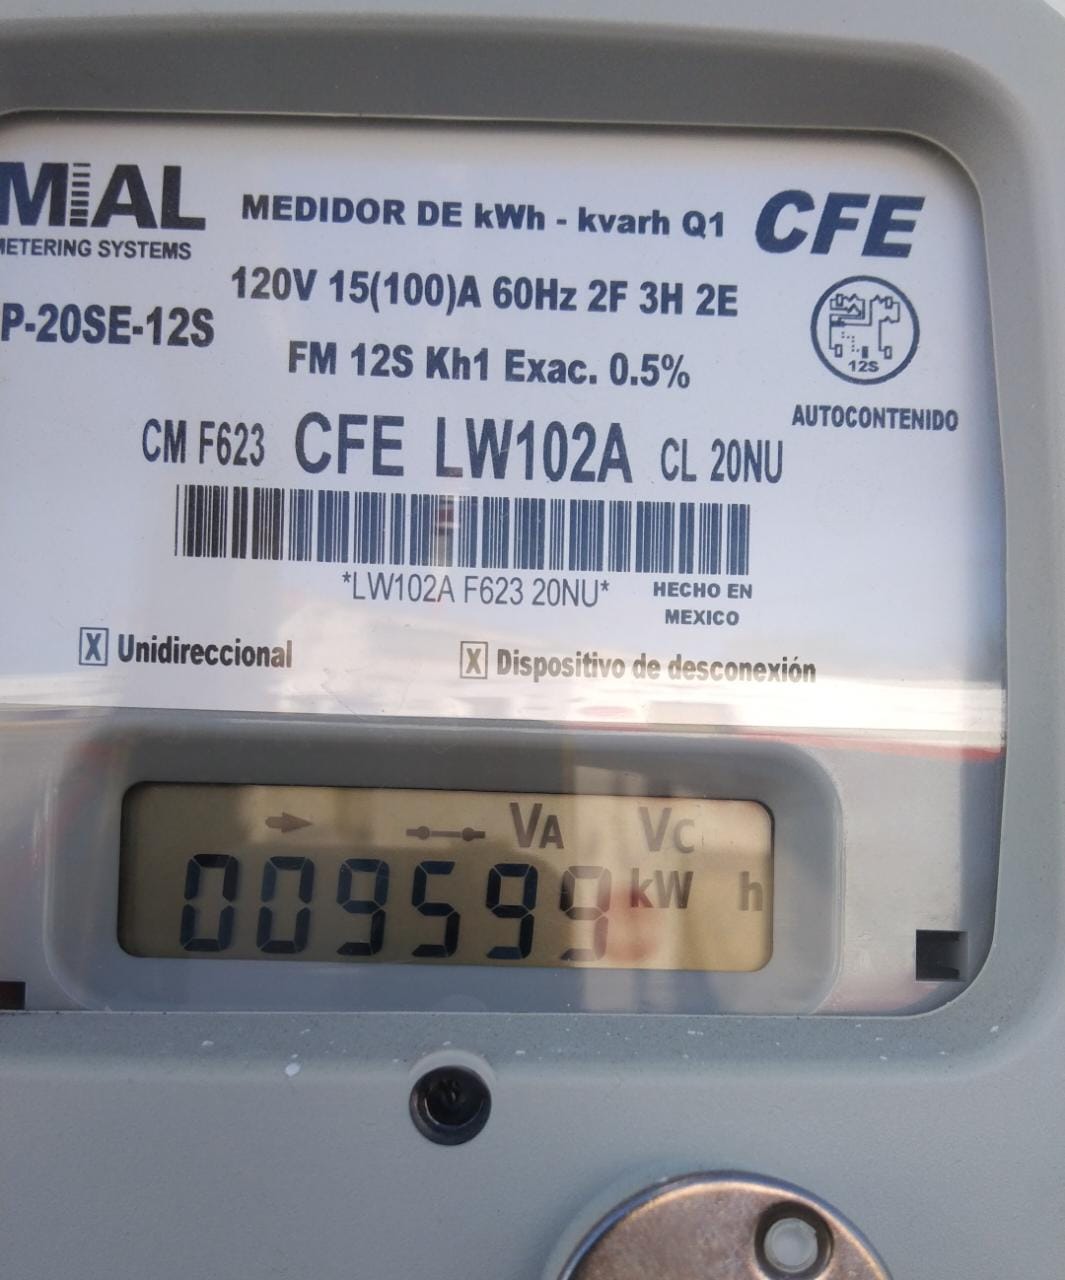 MIAL
METERING SYSTEMS
MEDIDOR DE kWh - kvarh Q1
CFE
120V 15(100)A 60Hz 2F 3H 2E
P-20SE-12S
FM 12S Kh1 Exac. 0.5%
12S
AUTOCONTENIDO
CM F623 CFE LW102A CL 20NU
*LW102A F623 20NU*
HECHO EN
MEXICO
X Unidireccional
X Dispositivo de desconexión
VA VC
009599 kW h